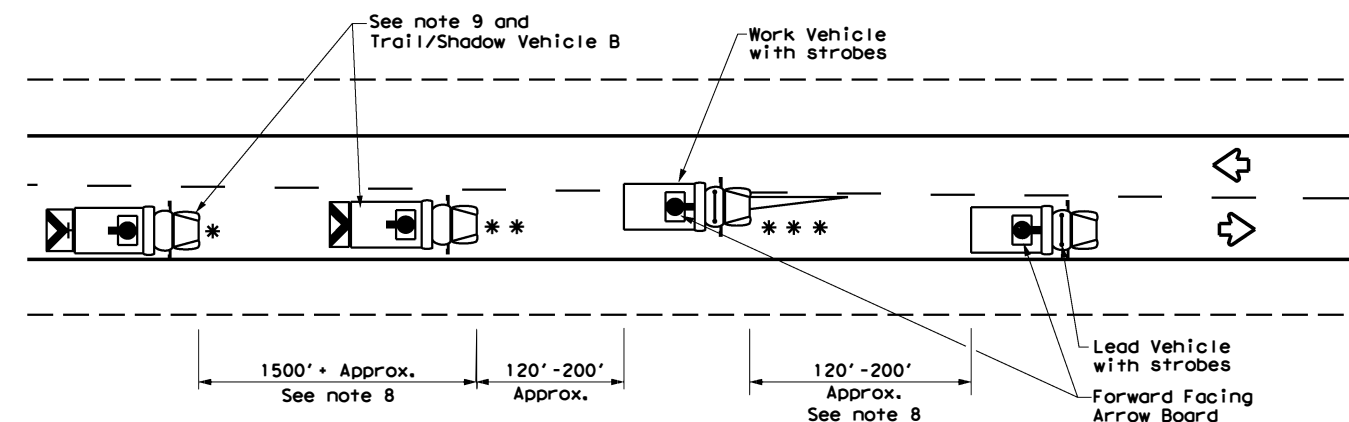 See note 9 and
Trail/Shadow Vehicle B
Work Vehicle
with strobes
*
* *
* * *
1500'+ Approx.
See note 8
120'-200'
Approx.
120'-200'
Approx.
See note 8
Lead Vehicle
with strobes
Forward Facing
Arrow Board